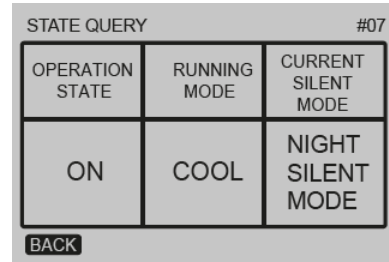 STATE QUERY #07
OPERATION STATE
RUNNING MODE
CURRENT SILENT MODE
ON
COOL
NIGHT SILENT MODE
BACK